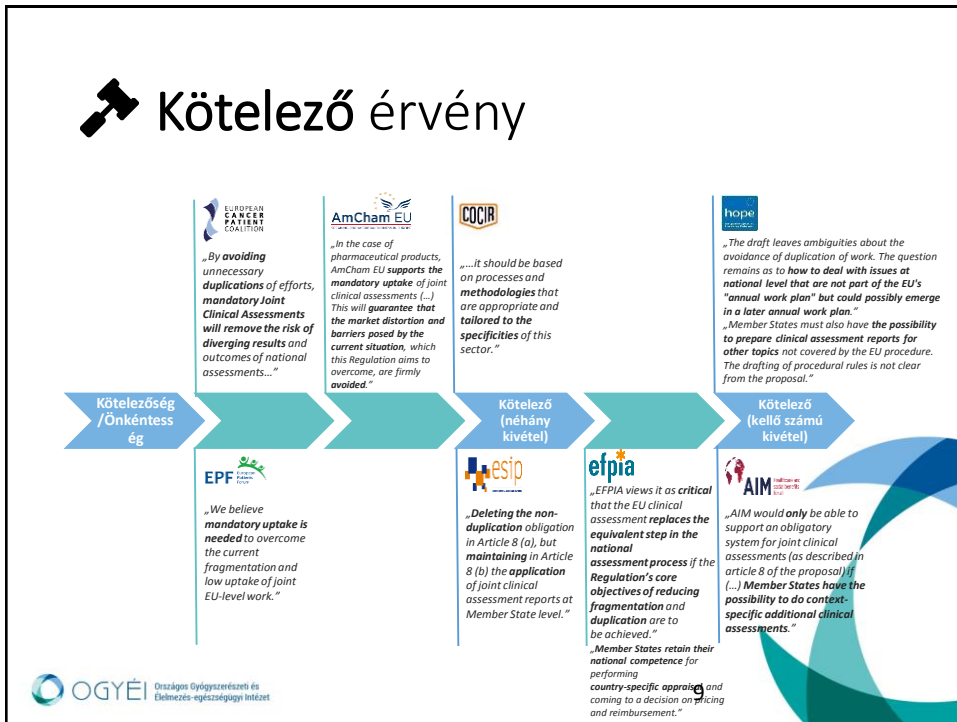 Kötelező érvény
EUROPEAN
CANCER
PATIENT
COALITION
„By avoiding
unnecessary
duplications of efforts,
mandatory Joint
Clinical Assessments
will remove the risk of
diverging results and
outcomes of national
assessments…”
AmCham EU
„In the case of
pharmaceutical products,
AmCham EU supports the
mandatory uptake of joint
clinical assessments (…)
This will guarantee that
the market distortion and
barriers posed by the
current situation, which
this Regulation aims to
overcome, are firmly
avoided.”
COCIR
„…it should be based
on processes and
methodologies that
are appropriate and
tailored to the
specificities of this
sector.”
hope
„The draft leaves ambiguities about the
avoidance of duplication of work. The question
remains as to how to deal with issues at
national level that are not part of the EU's
"annual work plan" but could possibly emerge
in a later annual work plan.”
„Member States must also have the possibility
to prepare clinical assessment reports for
other topics not covered by the EU procedure.
The drafting of procedural rules is not clear
from the proposal.”
Kötelezőség
/Önkéntess
ég
Kötelező
(néhány
kivétel)
Kötelező
(kellő számú
kivétel)
EPF European
Patients
Forum
„We believe
mandatory uptake is
needed to overcome
the current
fragmentation and
low uptake of joint
EU-level work.”
esip
„Deleting the non-
duplication obligation
in Article 8 (a), but
maintaining in Article
8 (b) the application
of joint clinical
assessment reports at
Member State level.”
efpia
„EFPIA views it as critical
that the EU clinical
assessment replaces the
equivalent step in the
national
assessment process if the
Regulation’s core
objectives of reducing
fragmentation and
duplication are to
be achieved.”
„Member States retain their
national competence for
performing
country-specific appraisal and
coming to a decision on pricing
and reimbursement.”
AIM Healthcare and
social benefits
for all
„AIM would only be able to
support an obligatory
system for joint clinical
assessments (as described in
article 8 of the proposal) if
(…) Member States have the
possibility to do context-
specific additional clinical
assessments.”
OGYÉI Országos Gyógyszerészeti és
Élelmezés-egészségügyi Intézet
9